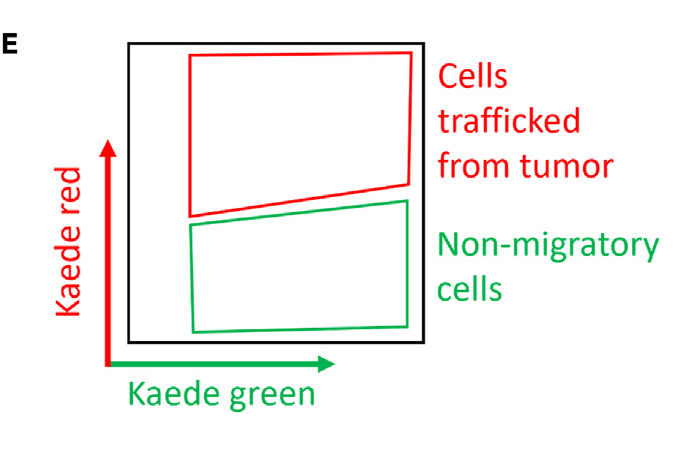 E
Cells
trafficked
from tumor
Kaede red
Non-migratory
cells
Kaede green